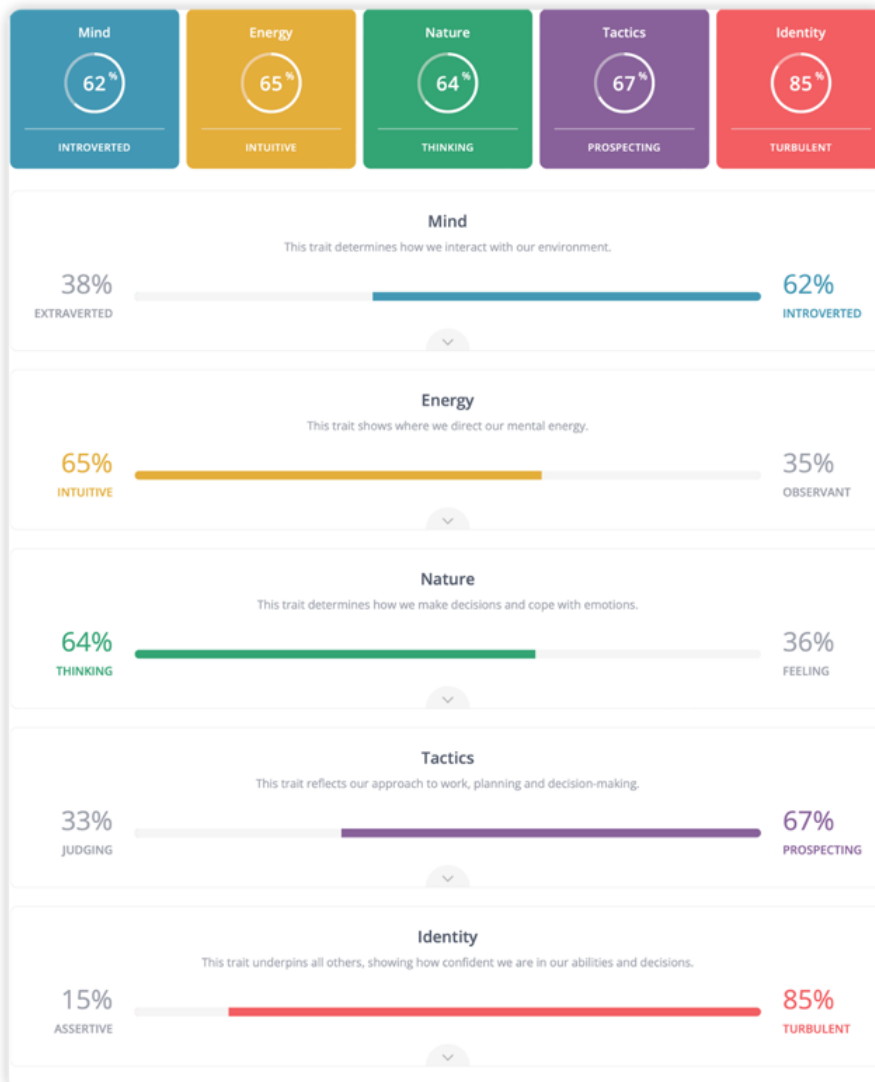 Mind Energy Nature Tactics Identity
62% 65% 64% 67% 85%
INTROVERTED INTUITIVE THINKING PROSPECTING TURBULENT
Mind
This trait determines how we interact with our environment.
38% 62%
EXTRAVERTED INTROVERTED
Energy
This trait shows where we direct our mental energy.
65% 35%
INTUITIVE OBSERVANT
Nature
This trait determines how we make decisions and cope with emotions.
64% 36%
THINKING FEELING
Tactics
This trait reflects our approach to work, planning and decision-making.
33% 67%
JUDGING PROSPECTING
Identity
This trait underpins all others, showing how confident we are in our abilities and decisions.
15% 85%
ASSERTIVE TURBULENT